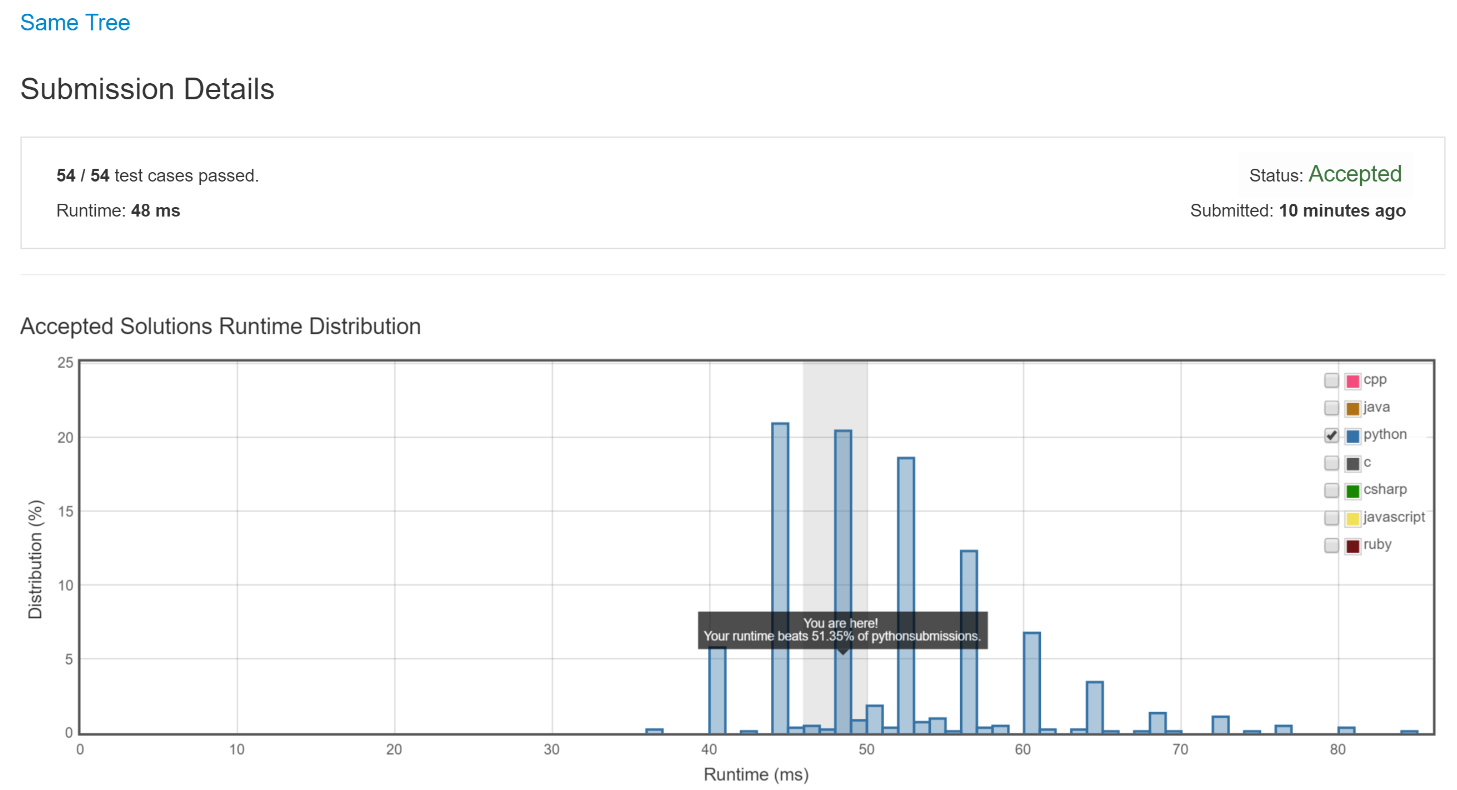 Same Tree
Submission Details
54 / 54 test cases passed.
Status: Accepted
Runtime: 48 ms
Submitted: 10 minutes ago
Accepted Solutions Runtime Distribution
25
20
15
10
5
0
Distribution (%)
cpp
java
python
c
csharp
javascript
ruby
You are here!
Your runtime beats 51.35% of pythonsubmissions.
0 10 20 30 40 50 60 70 80
Runtime (ms)